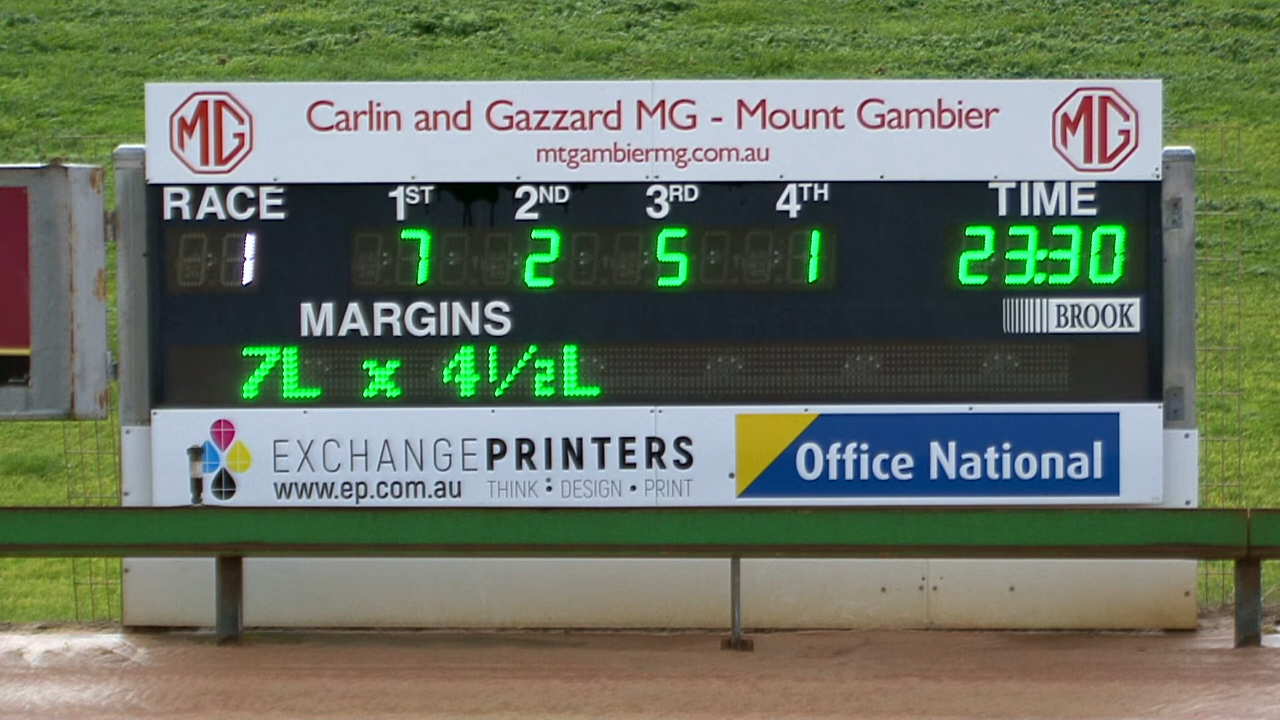 MG Carlin and Gazzard MG - Mount Gambier MG
mtgambiermg.com.au
RACE 1ST 2ND 3RD 4TH TIME
1 7 2 5 1 23:30
MARGINS BROOK
7L x 4½L
EXCHANGEPRINTERS Office National
www.ep.com.au THINK : DESIGN • PRINT